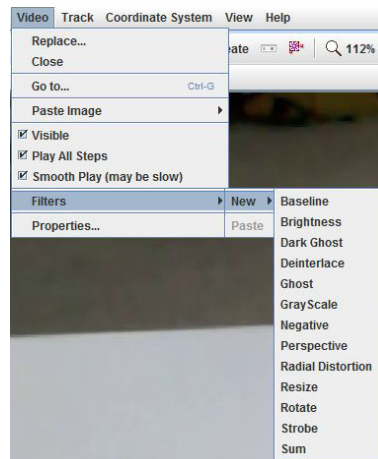 Video Track Coordinate System View Help
Replace...
Close
eate 112%
Go to... Ctrl-G
Paste Image
Visible
Play All Steps
Smooth Play (may be slow)
Filters New Baseline
Properties... Paste Brightness
Dark Ghost
Deinterlace
Ghost
GrayScale
Negative
Perspective
Radial Distortion
Resize
Rotate
Strobe
Sum